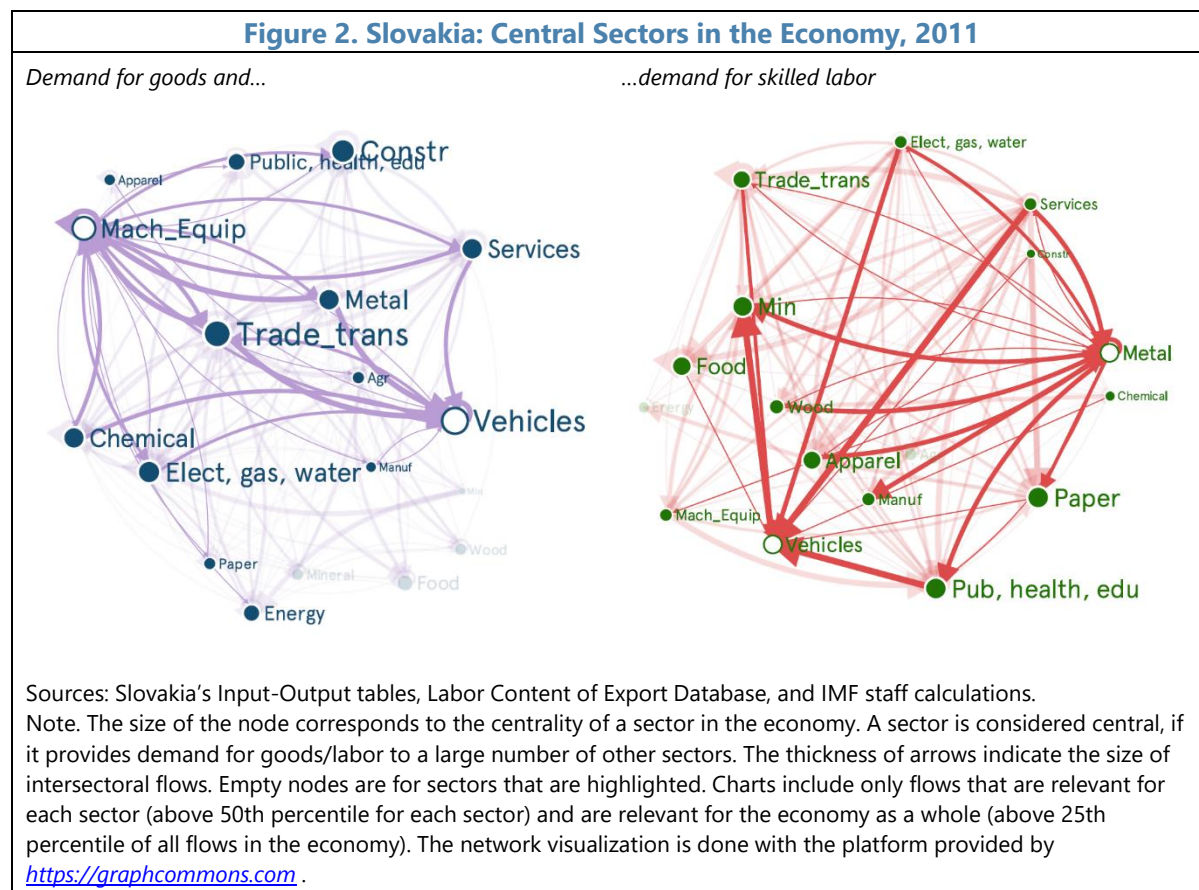 Figure 2. Slovakia: Central Sectors in the Economy, 2011
Demand for goods and...
...demand for skilled labor
Constr
Public, health, edu
Apparel
Mach_Equip
Services
Metal
Trade_trans
Agr
Vehicles
Chemical
Elect, gas, water
Manuf
Min
Wood
Paper
Mineral
Food
Energy
Elect, gas, water
Trade_trans
Services
Constr
Min
Metal
Food
Chemical
Energy
Wood
Apparel
Agr
Manuf
Paper
Mach_Equip
Vehicles
Pub, health, edu
Sources: Slovakia's Input-Output tables, Labor Content of Export Database, and IMF staff calculations.
Note. The size of the node corresponds to the centrality of a sector in the economy. A sector is considered central, if
it provides demand for goods/labor to a large number of other sectors. The thickness of arrows indicate the size of
intersectoral flows. Empty nodes are for sectors that are highlighted. Charts include only flows that are relevant for
each sector (above 50th percentile for each sector) and are relevant for the economy as a whole (above 25th
percentile of all flows in the economy). The network visualization is done with the platform provided by
https://graphcommons.com .